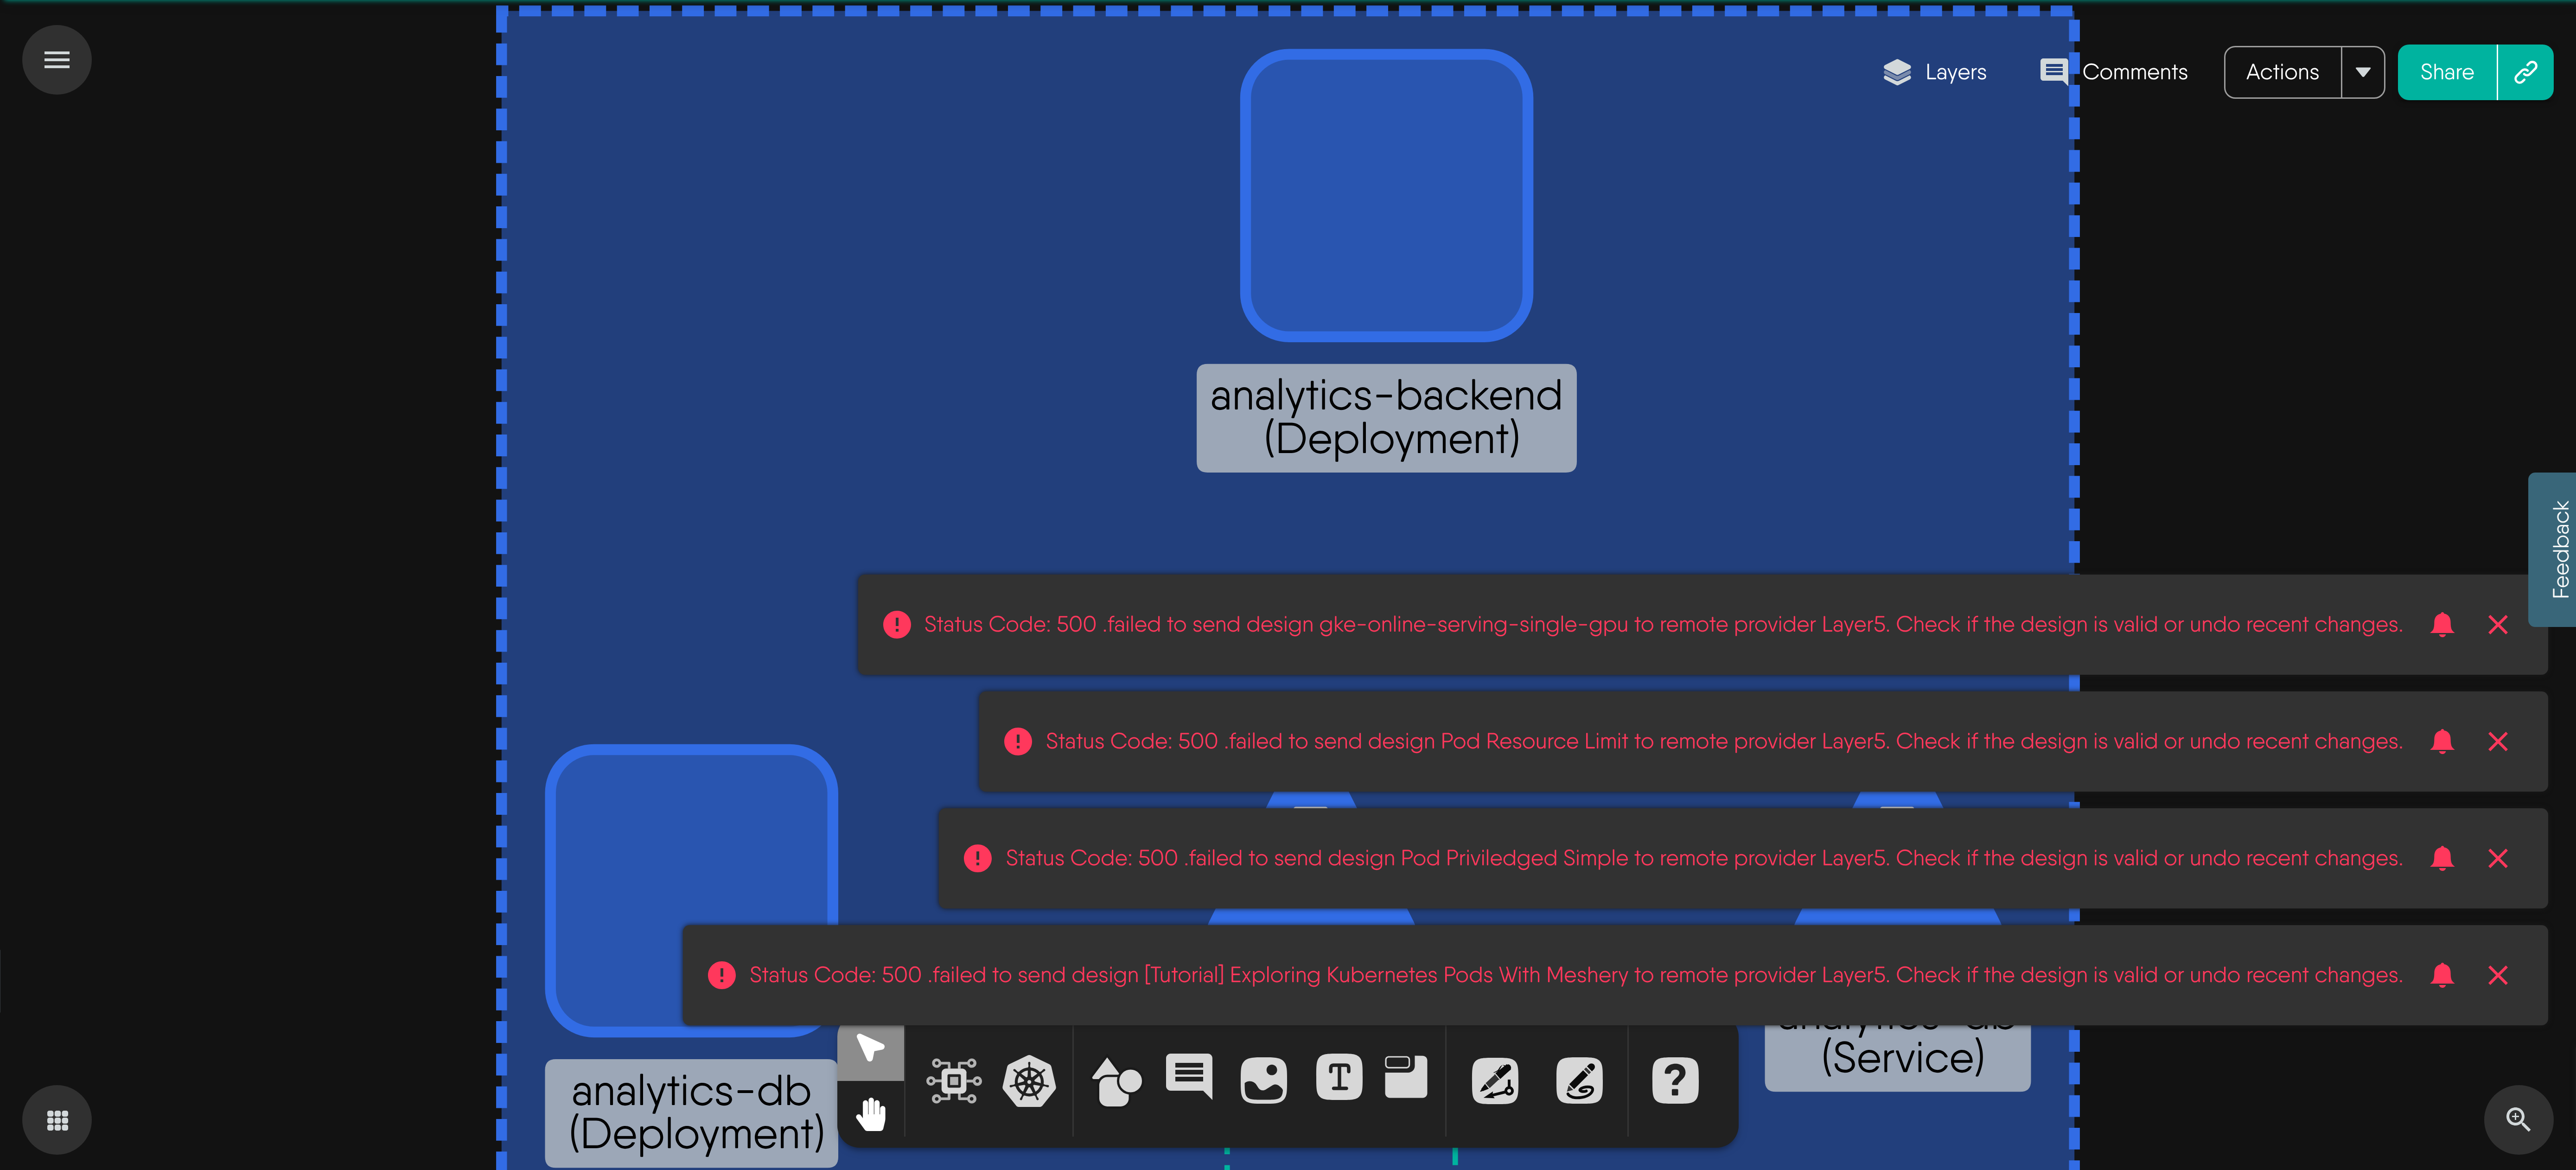 Layers
Comments
Actions
Share
analytics-backend
(Deployment)
Feedback
Status Code: 500 .failed to send design gke-online-serving-single-gpu to remote provider Layer5. Check if the design is valid or undo recent changes.
Status Code: 500 .failed to send design Pod Resource Limit to remote provider Layer5. Check if the design is valid or undo recent changes.
Status Code: 500 .failed to send design Pod Priviledged Simple to remote provider Layer5. Check if the design is valid or undo recent changes.
Status Code: 500 .failed to send design [Tutorial] Exploring Kubernetes Pods With Meshery to remote provider Layer5. Check if the design is valid or undo recent changes.
(Service)
analytics-db
(Deployment)